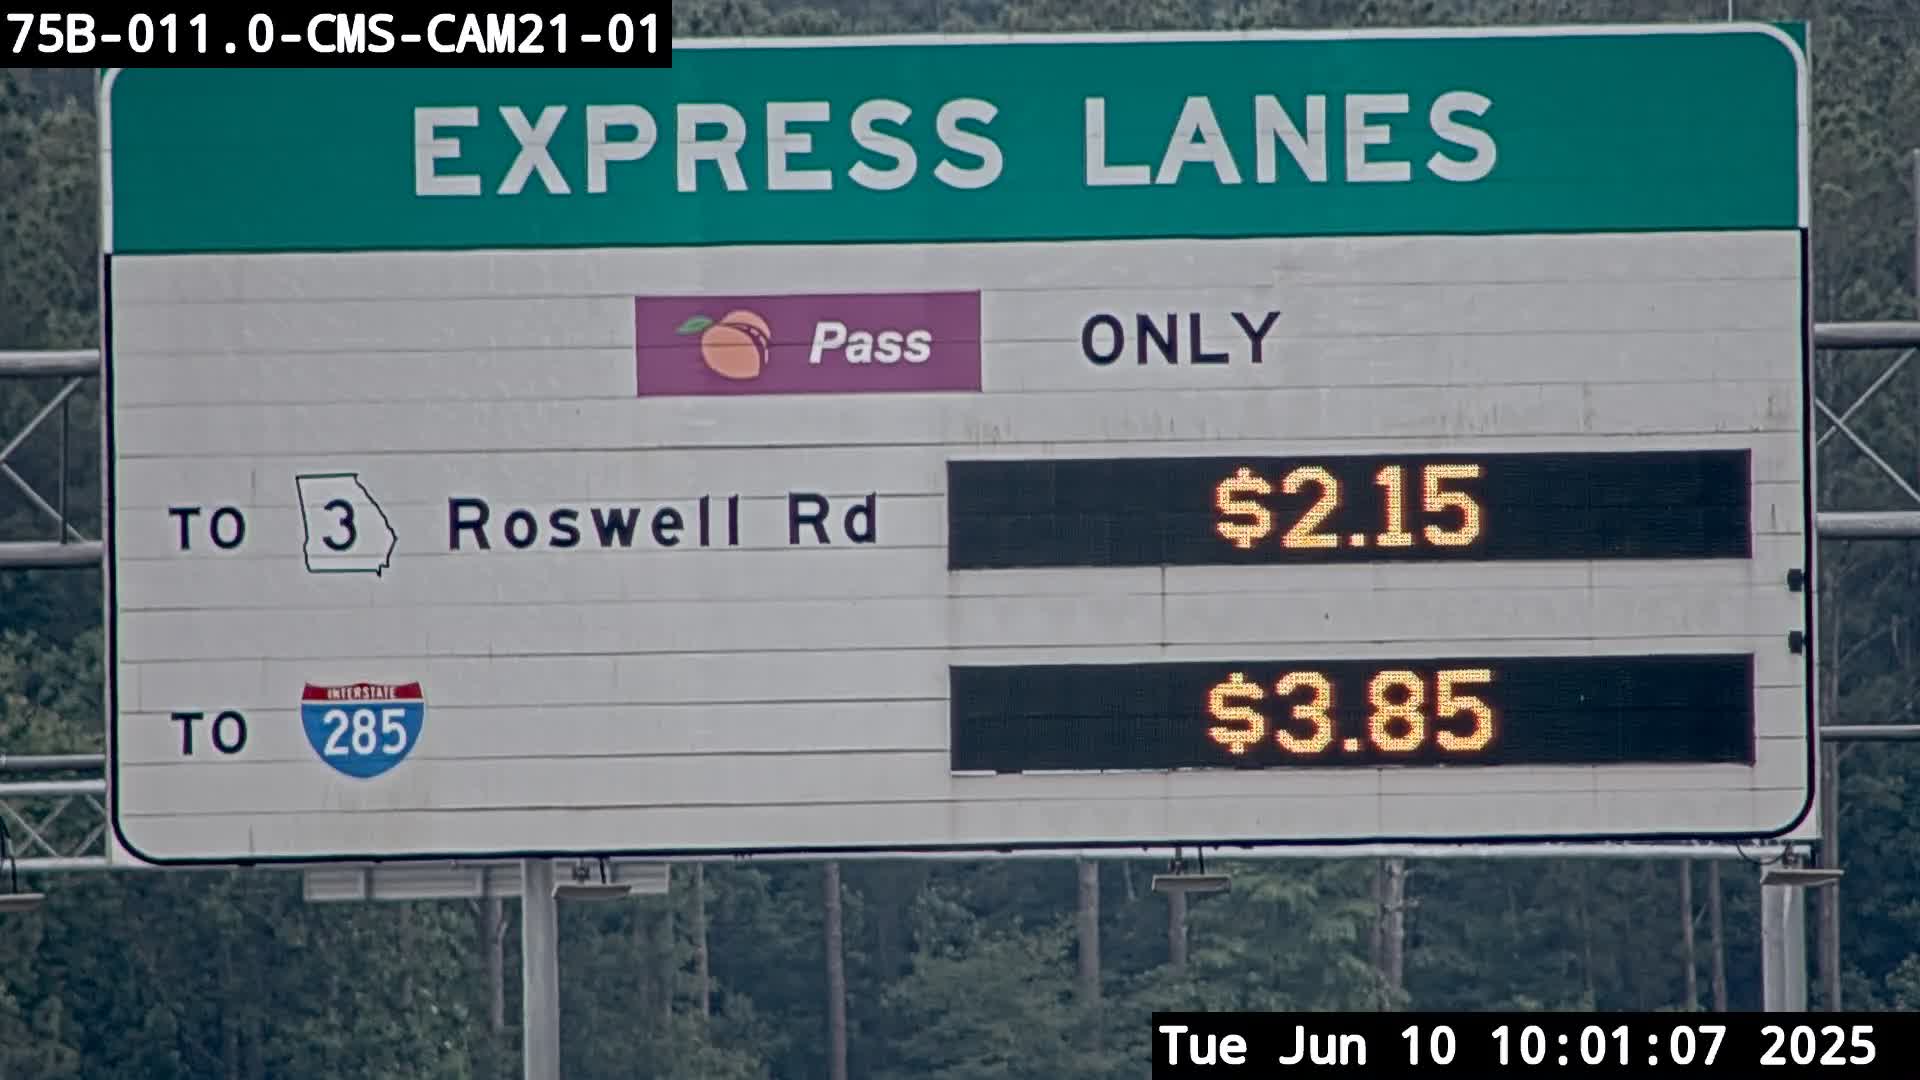 75B-011.0-CMS-CAM21-01
EXPRESS LANES
Pass ONLY
TO 3 Roswell Rd $2.15
TO INTERSTATE 285 $3.85
Tue Jun 10 10:01:07 2025